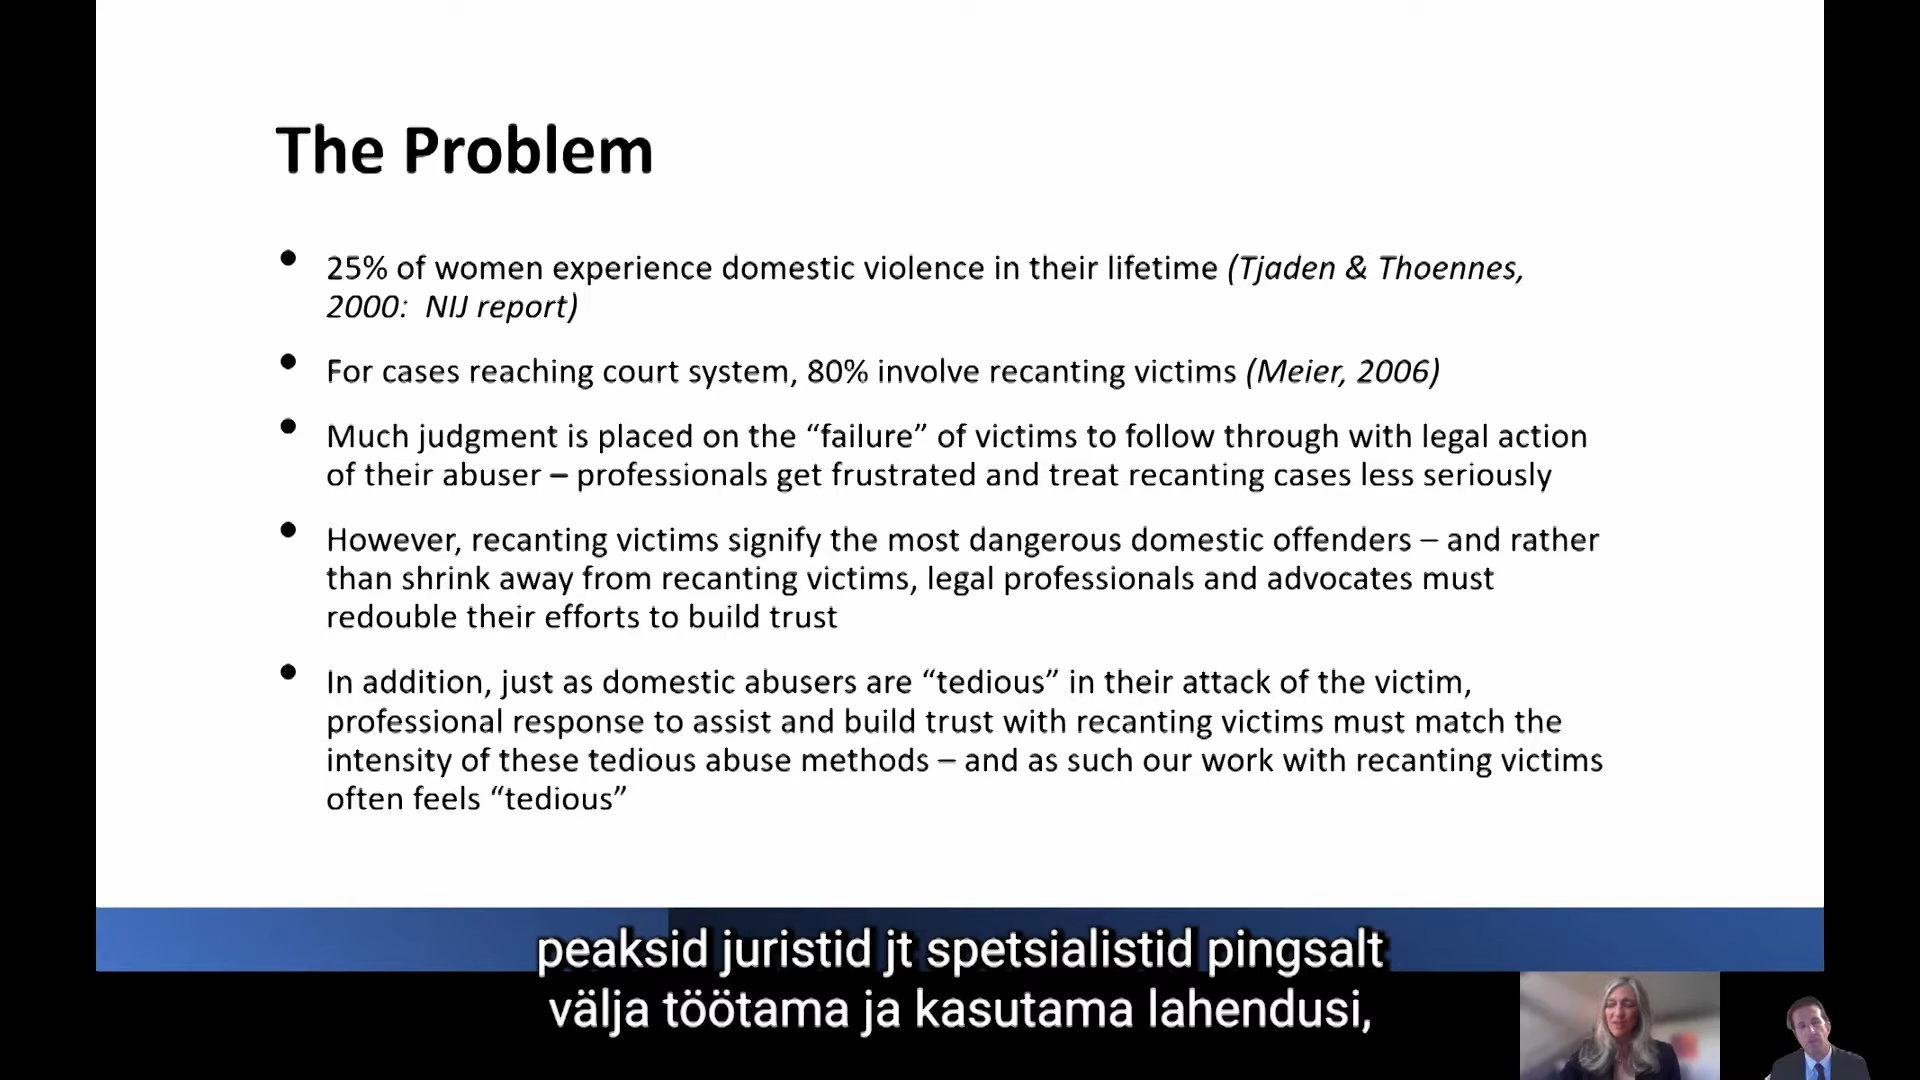 The Problem
• 25% of women experience domestic violence in their lifetime (Tjaden & Thoennes,
2000:  NIJ report)
• For cases reaching court system, 80% involve recanting victims (Meier, 2006)
• Much judgment is placed on the “failure” of victims to follow through with legal action
of their abuser – professionals get frustrated and treat recanting cases less seriously
• However, recanting victims signify the most dangerous domestic offenders – and rather
than shrink away from recanting victims, legal professionals and advocates must
redouble their efforts to build trust
• In addition, just as domestic abusers are “tedious” in their attack of the victim,
professional response to assist and build trust with recanting victims must match the
intensity of these tedious abuse methods – and as such our work with recanting victims
often feels “tedious”
peaksid juristid jt spetsialistid pingsalt
välja töötama ja kasutama lahendusi,